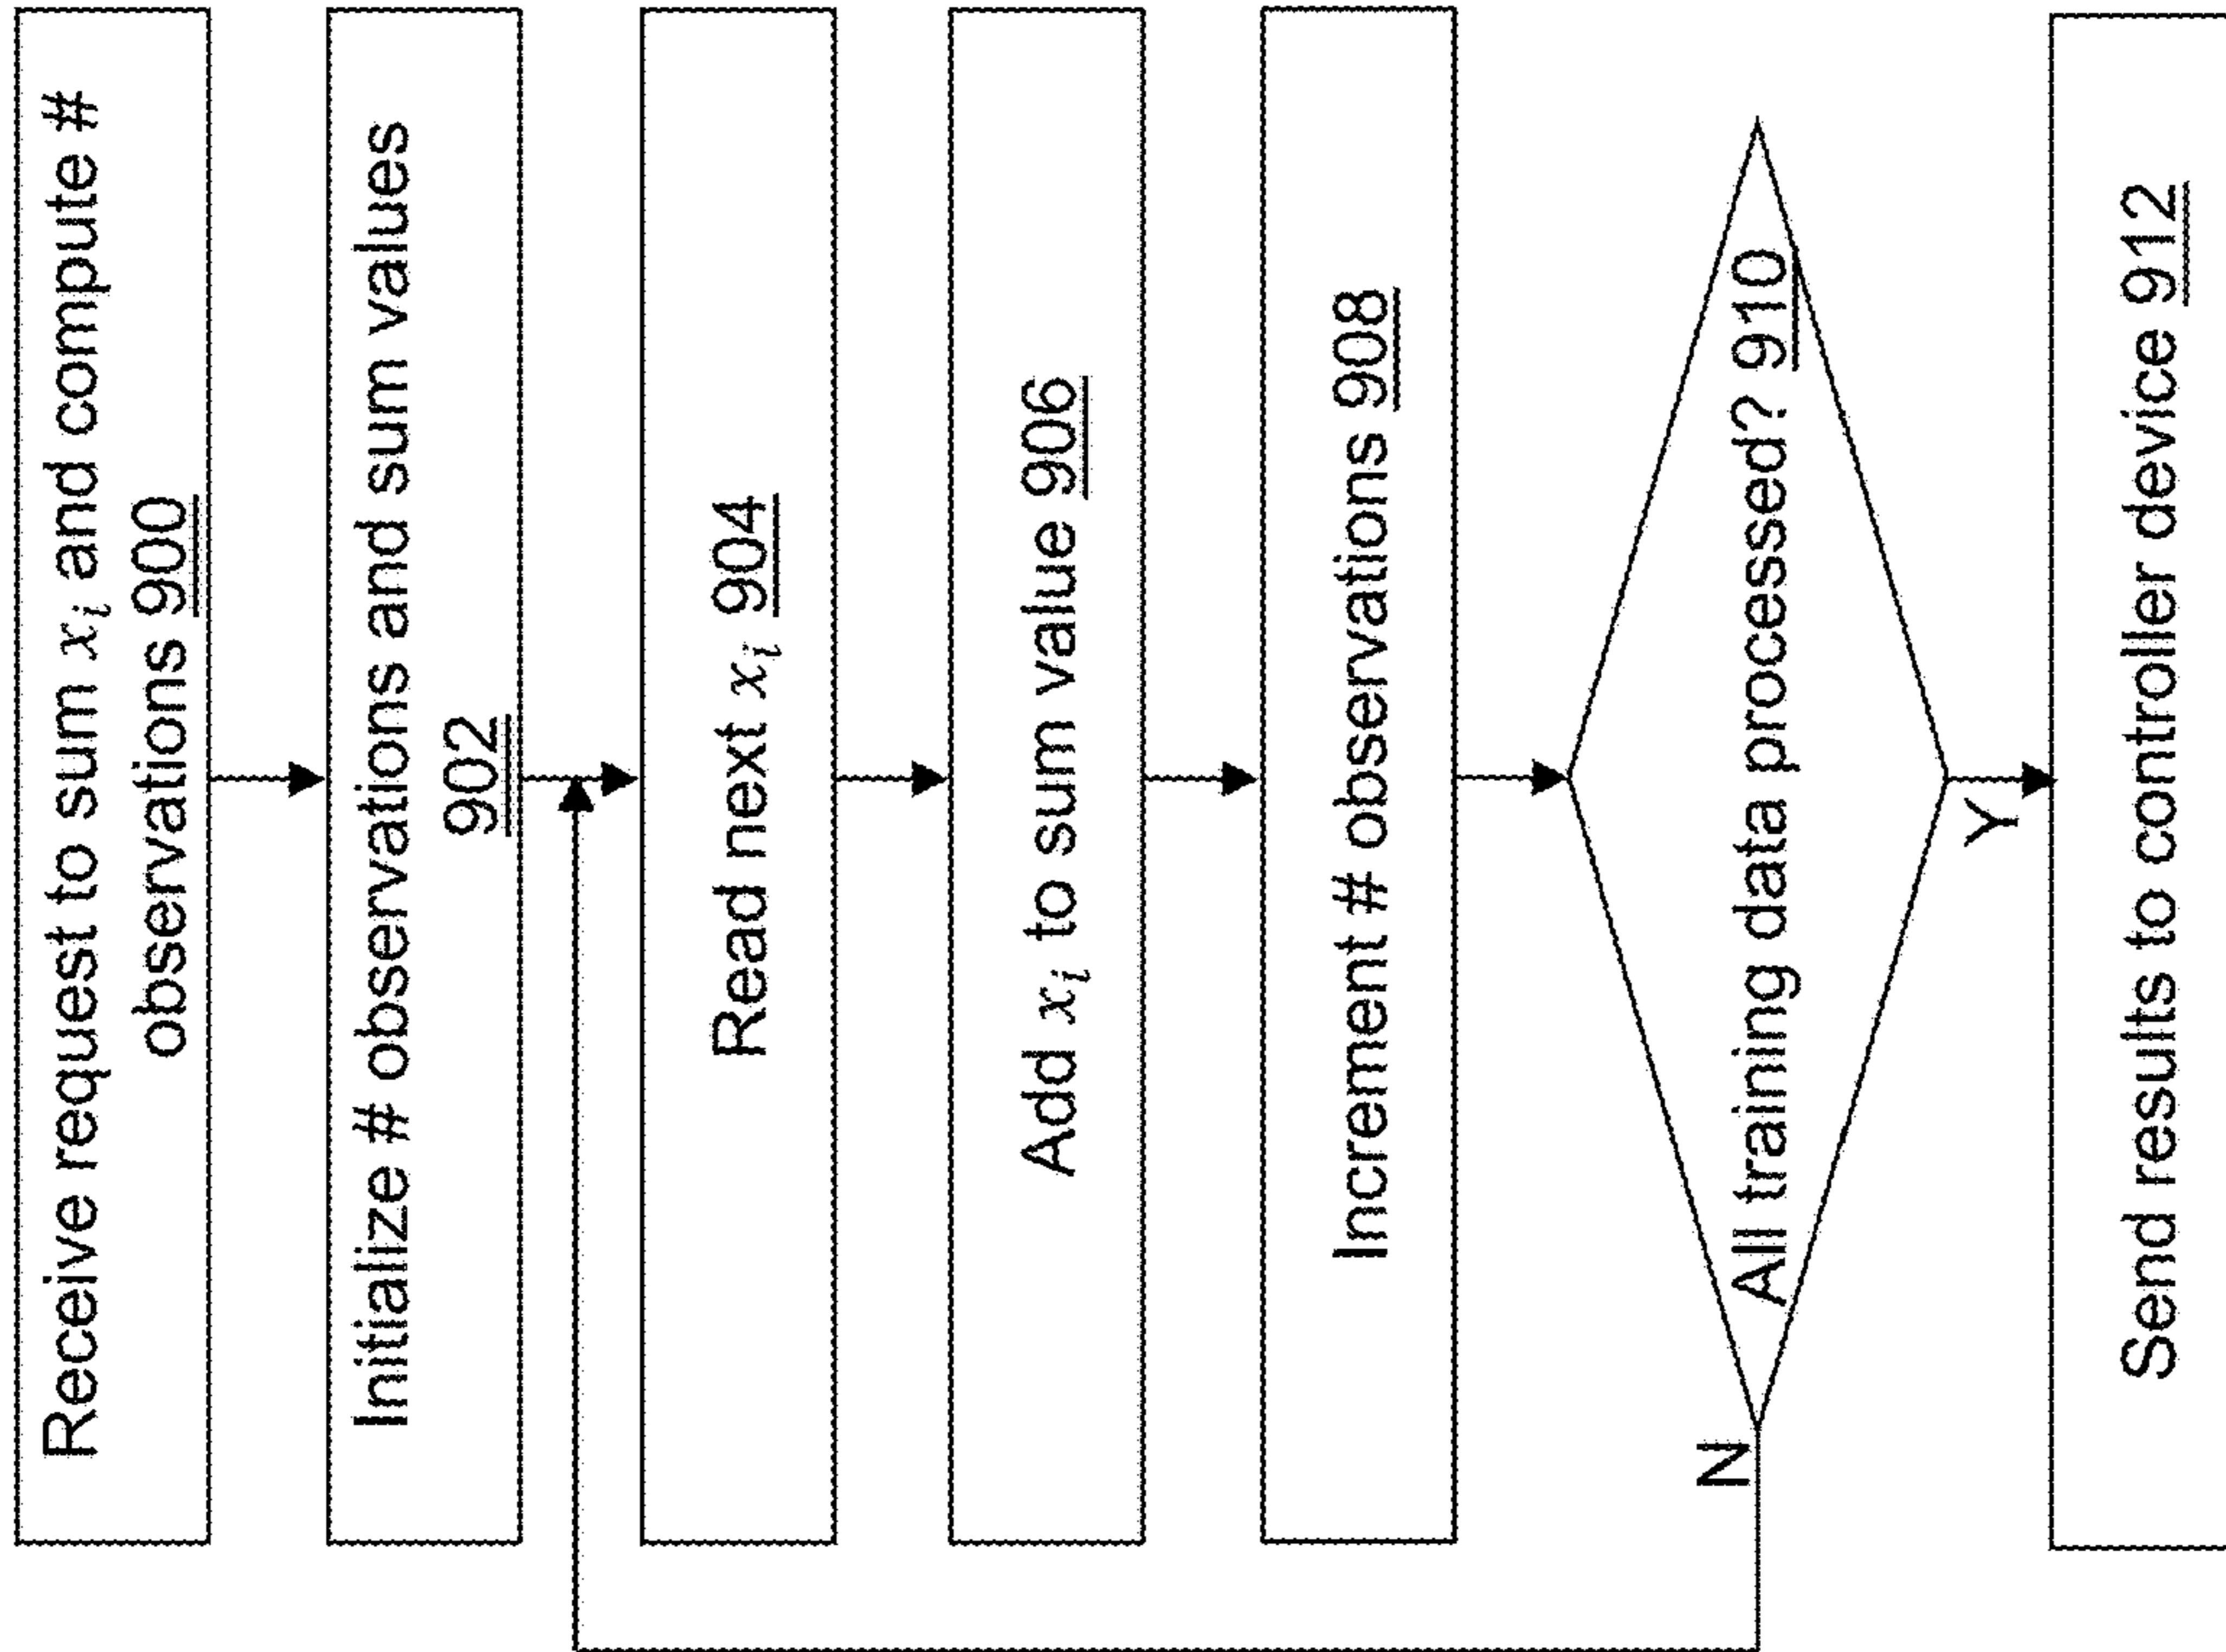 Receive request to sum xᵢ and compute #
observations 900
Initialize # observations and sum values
902
Read next xᵢ 904
Add xᵢ to sum value 906
Increment # observations 908
All training data processed? 910
N
Y
Send results to controller device 912